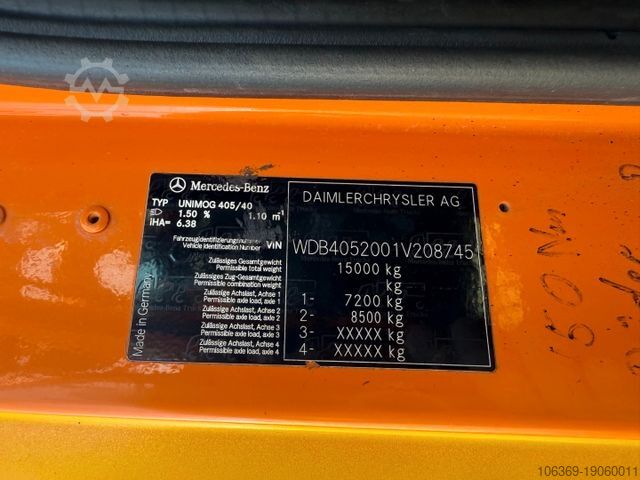 Mercedes-Benz
DAIMLERCHRYSLER AG
TYP UNIMOG 405/40
1.50 % 1.10 m⁻¹
iHA= 6.38
Fahrzeugidentifizierungsnummer
Vehicle Identification Number VIN WDB4052001V208745
Zulässiges Gesamtgewicht
Permissible total weight 15000 kg
Zulässiges Zug-Gesamtgewicht
Permissible combination weight kg
Zulässige Achslast, Achse 1
Permissible axle load, axle 1 1- 7200 kg
Zulässige Achslast, Achse 2
Permissible axle load, axle 2 2- 8500 kg
Zulässige Achslast, Achse 3
Permissible axle load, axle 3 3- XXXXX kg
Zulässige Achslast, Achse 4
Permissible axle load, axle 4 4- XXXXX kg
Made in Germany
150 Nm
106369-19060011